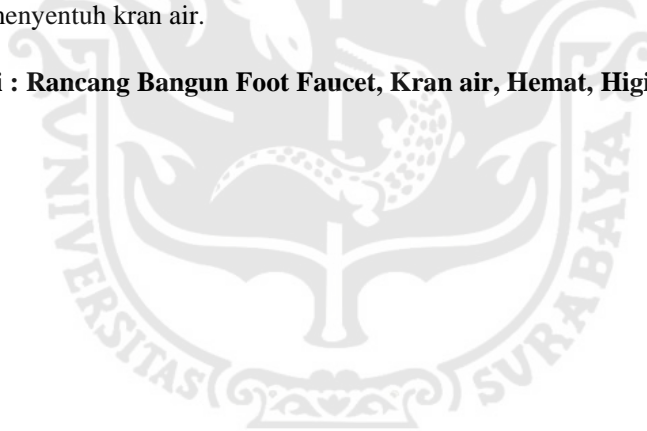 menyentuh kran air.
i : Rancang Bangun Foot Faucet, Kran air, Hemat, Higi
UNIVERSITAS SURABAYA